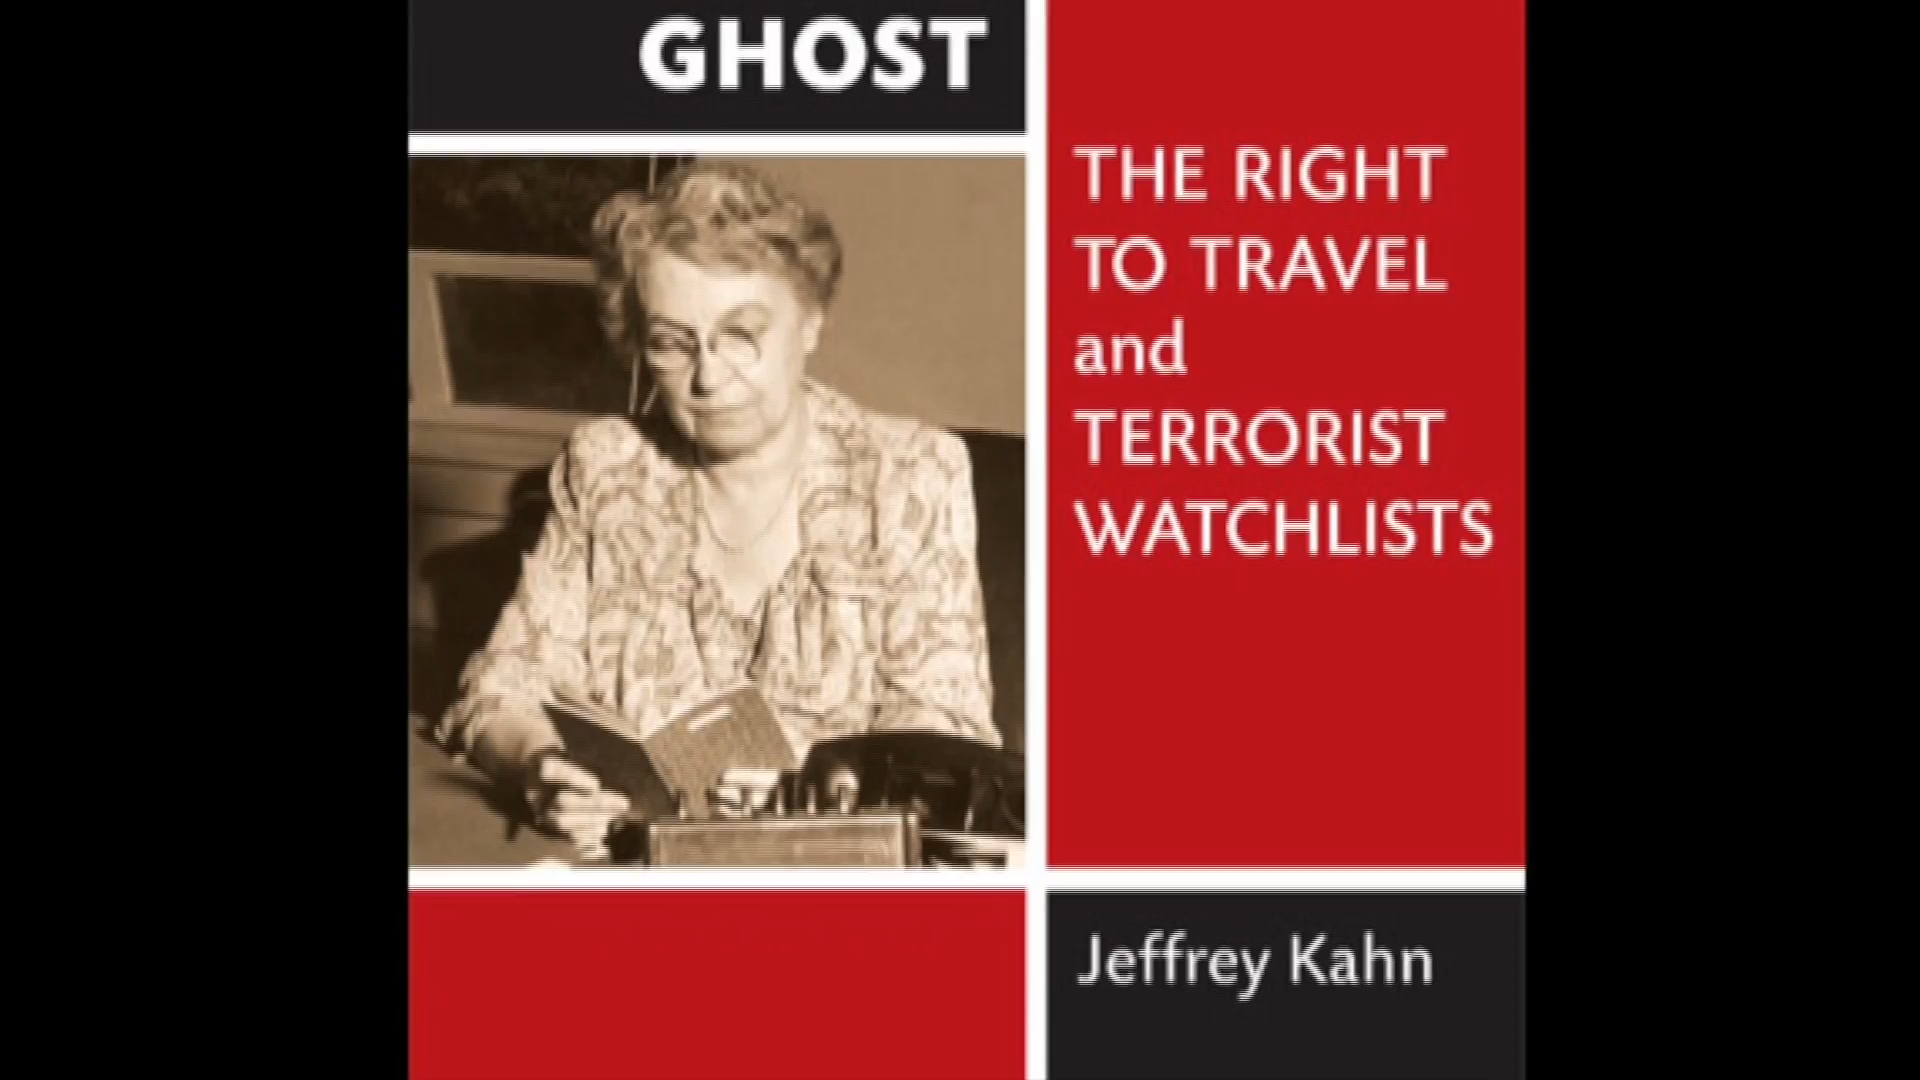 GHOST
THE RIGHT
TO TRAVEL
and
TERRORIST
WATCHLISTS
Jeffrey Kahn